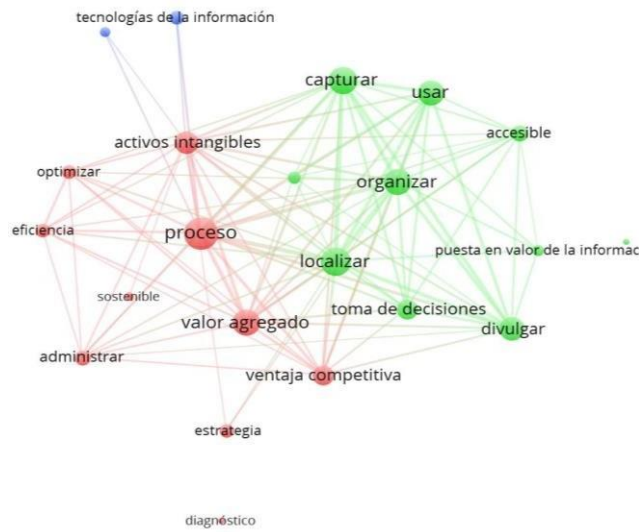 tecnologías de la información
capturar
usar
accesible
activos intangibles
optimizar
organizar
eficiencia
proceso
puesta en valor de la informac
localizar
sostenible
toma de decisiones
valor agregado
divulgar
administrar
ventaja competitiva
estrategia
diagnóstico